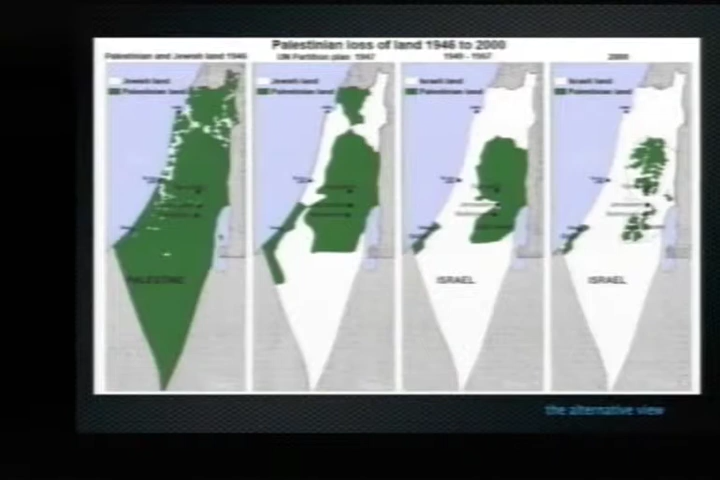 Palestinian loss of land 1946 to 2000
Palestinian and Jewish land 1946
UN Partition plan 1947
1949 - 1967
2000
Jewish land
Palestinian land
Jewish land
Palestinian land
Israeli land
Palestinian land
Israeli land
Palestinian land
PALESTINE
ISRAEL
ISRAEL
the alternative view